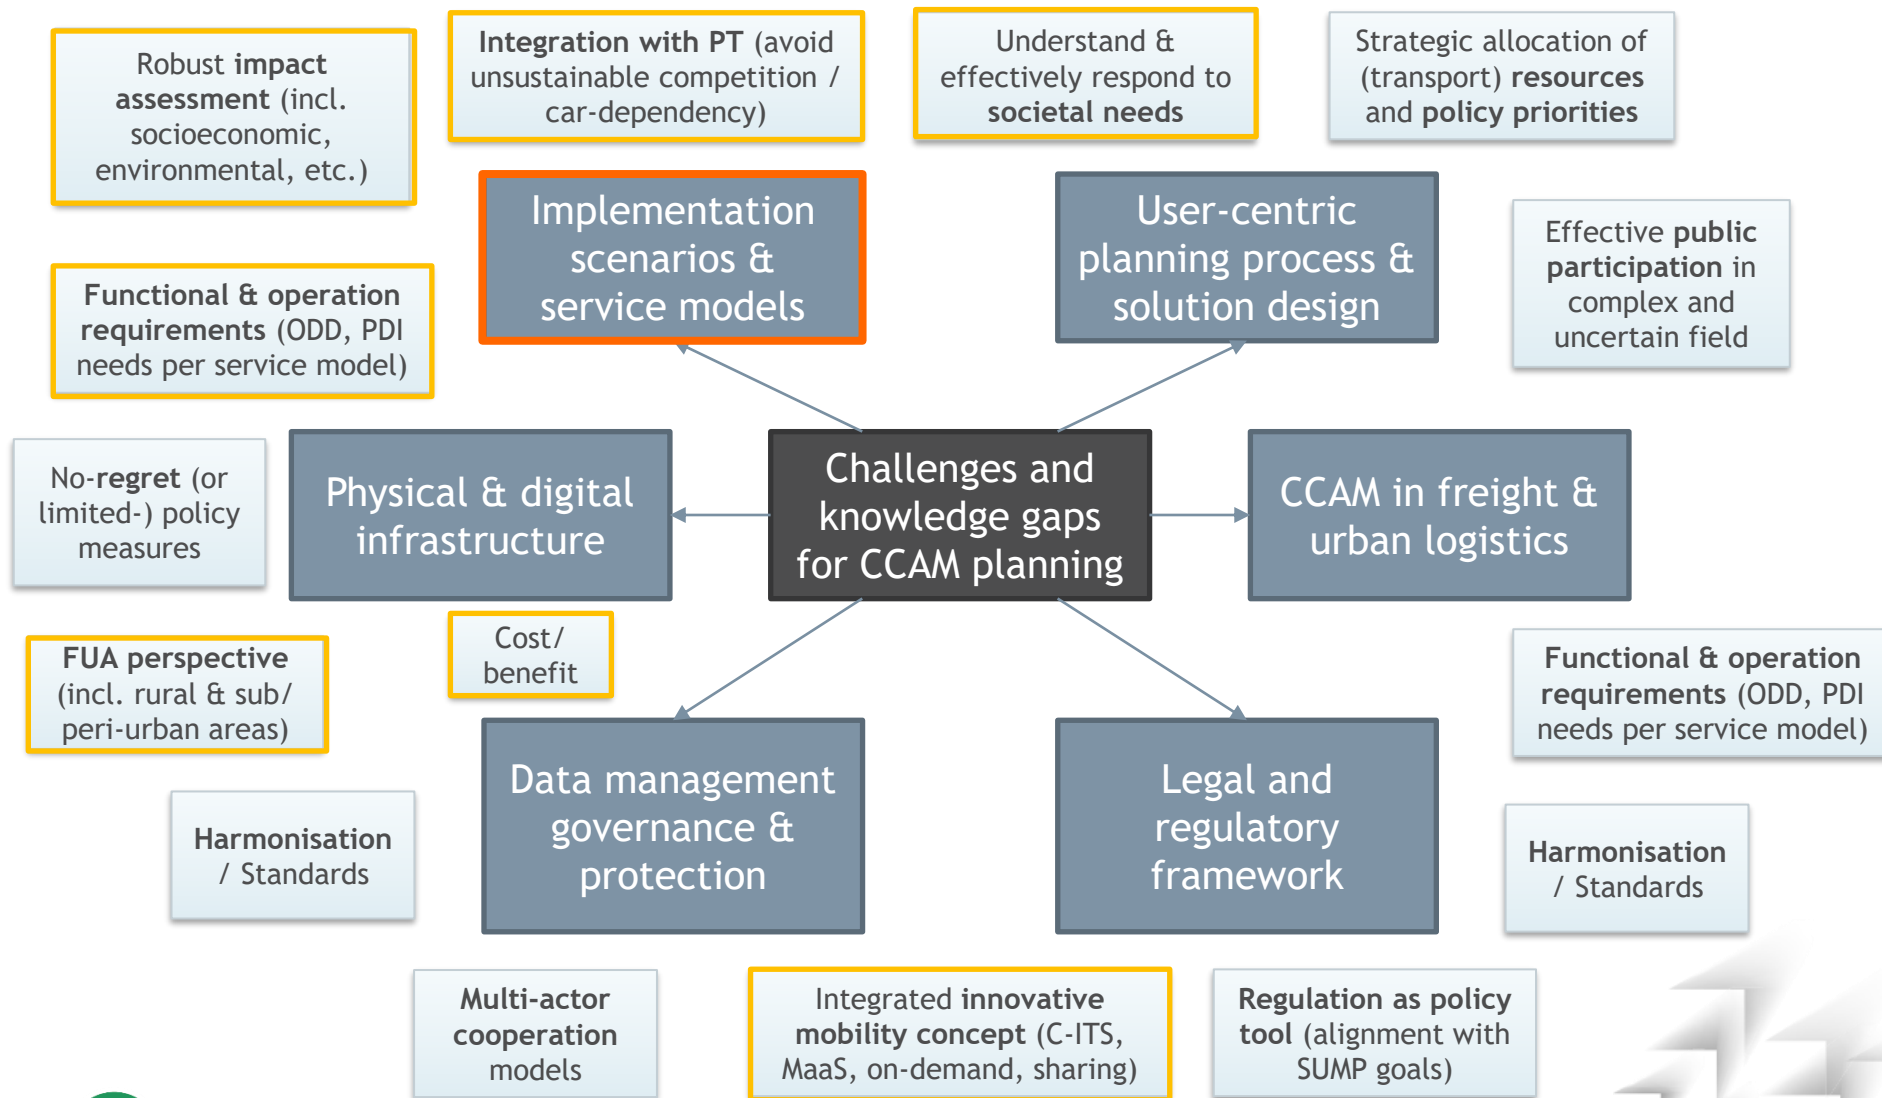 Robust impact
assessment (incl.
socioeconomic,
environmental, etc.)
Integration with PT (avoid
unsustainable competition /
car-dependency)
Understand &
effectively respond to
societal needs
Strategic allocation of
(transport) resources
and policy priorities
Implementation
scenarios &
service models
User-centric
planning process &
solution design
Effective public
participation in
complex and
uncertain field
Functional & operation
requirements (ODD, PDI
needs per service model)
No-regret (or
limited-) policy
measures
Physical & digital
infrastructure
Challenges and
knowledge gaps
for CCAM planning
CCAM in freight &
urban logistics
FUA perspective
(incl. rural & sub/
peri-urban areas)
Cost/
benefit
Functional & operation
requirements (ODD, PDI
needs per service model)
Data management
governance &
protection
Legal and
regulatory
framework
Harmonisation
/ Standards
Harmonisation
/ Standards
Multi-actor
cooperation
models
Integrated innovative
mobility concept (C-ITS,
MaaS, on-demand, sharing)
Regulation as policy
tool (alignment with
SUMP goals)